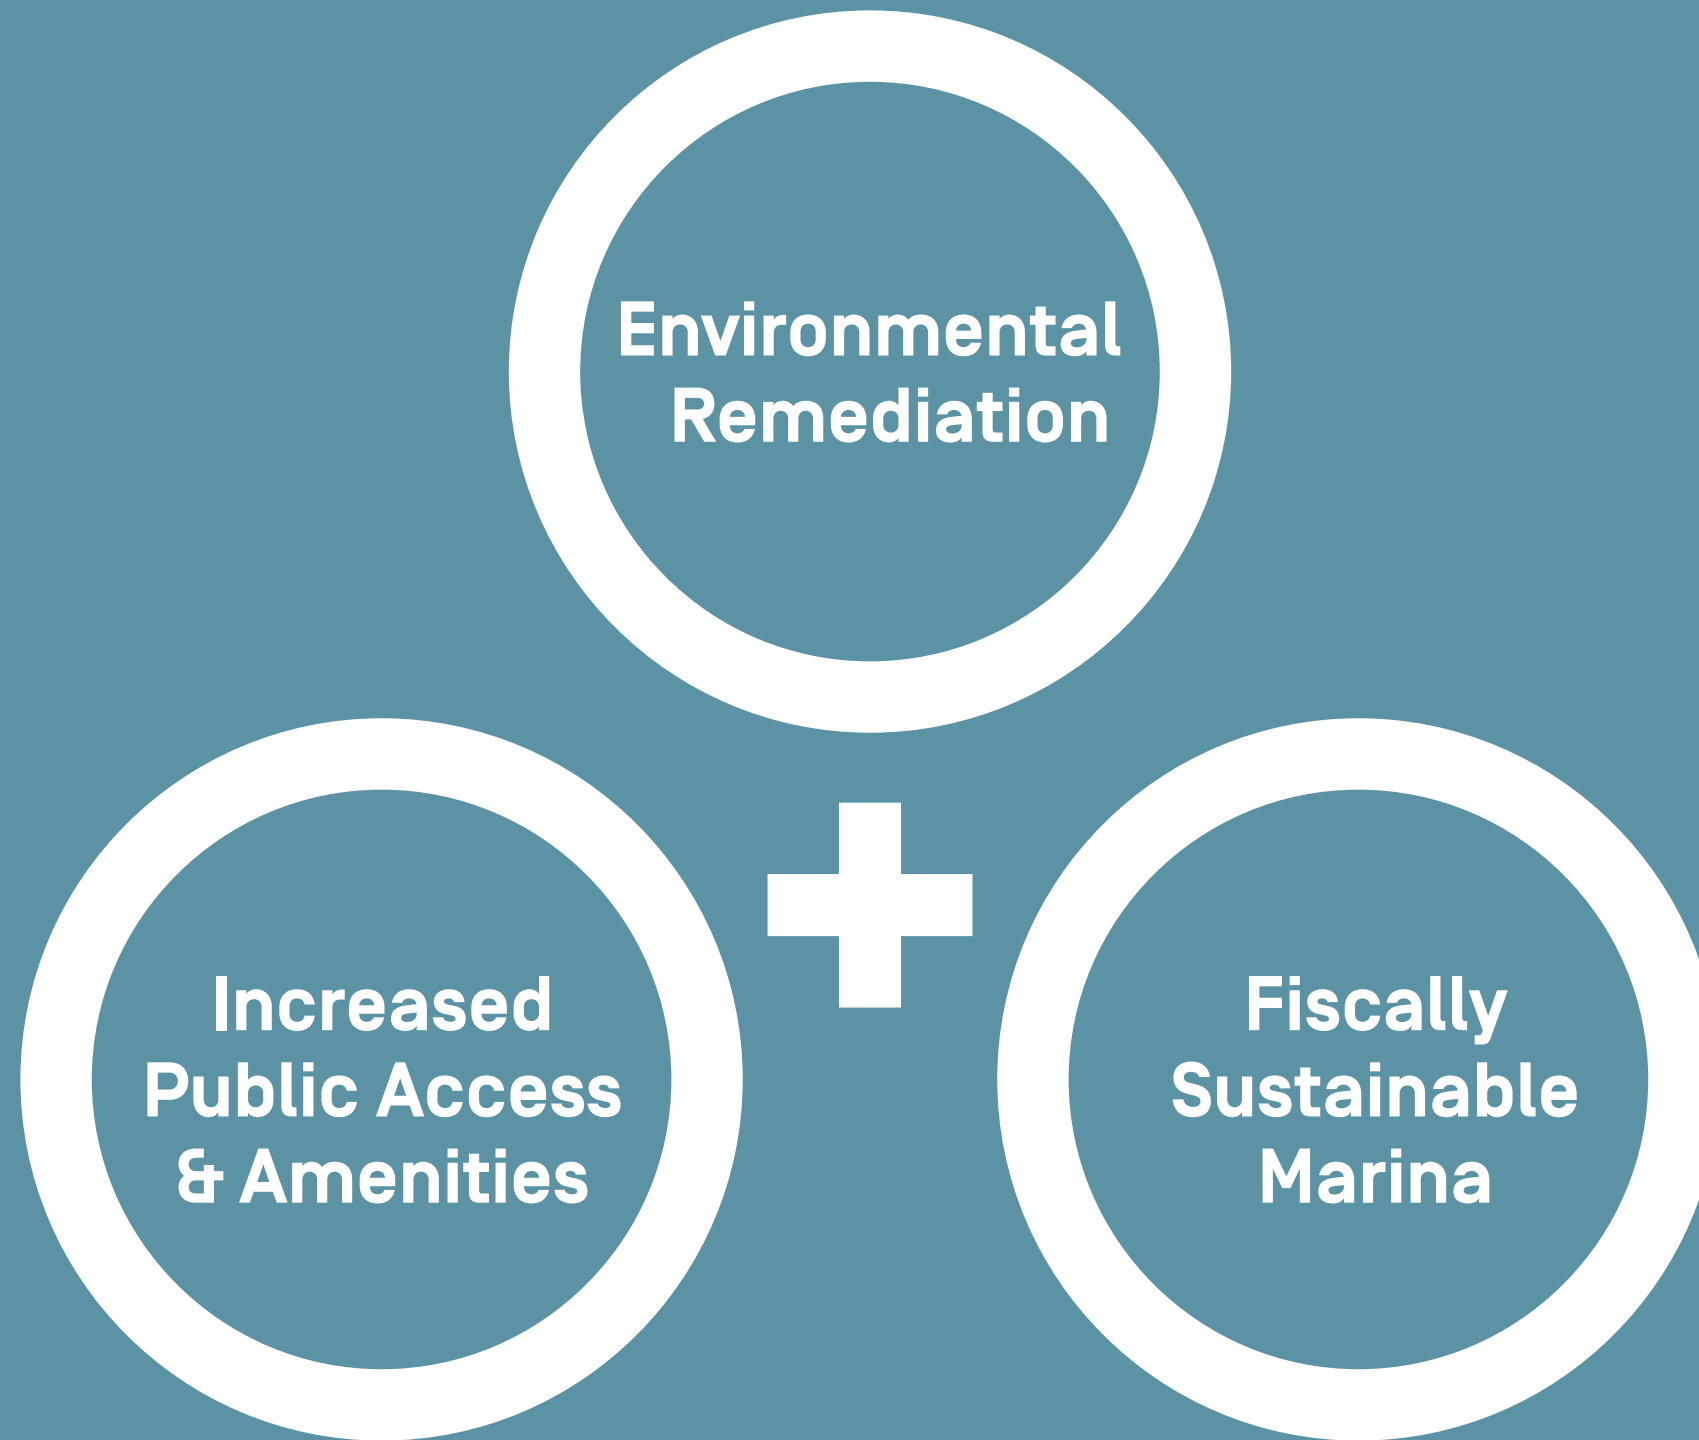 Environmental
Remediation
Increased
Public Access
& Amenities
Fiscally
Sustainable
Marina